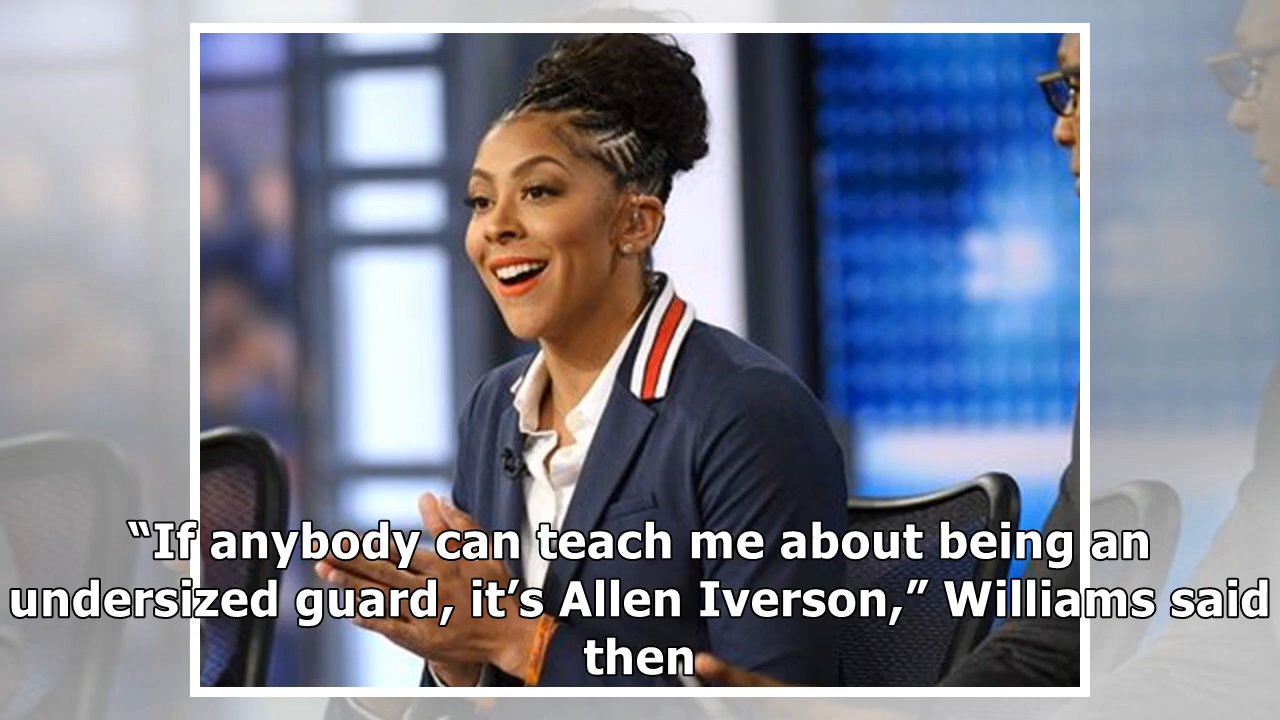 “If anybody can teach me about being an
undersized guard, it’s Allen Iverson,” Williams said
then